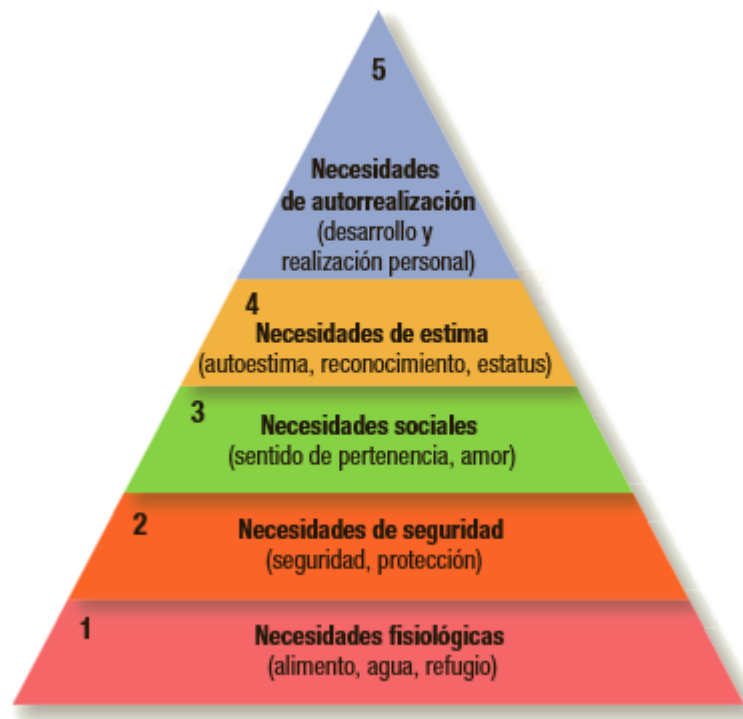 5
Necesidades
de autorrealización
(desarrollo y
realización personal)
4
Necesidades de estima
(autoestima, reconocimiento, estatus)
3
Necesidades sociales
(sentido de pertenencia, amor)
2
Necesidades de seguridad
(seguridad, protección)
1
Necesidades fisiológicas
(alimento, agua, refugio)